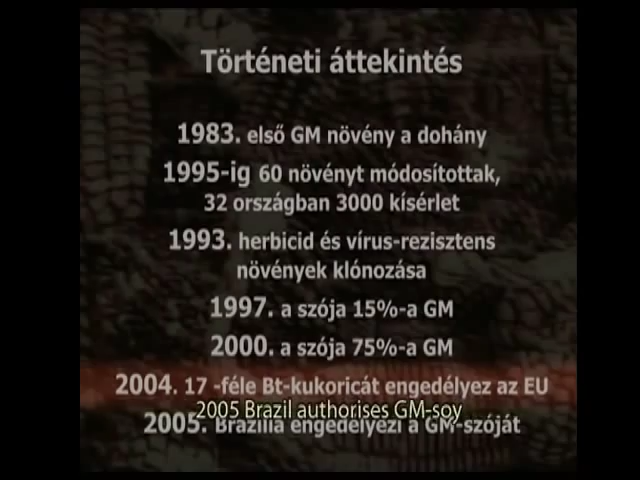 Történeti áttekintés
1983. első GM növény a dohány
1995-ig 60 növényt módosítottak,
32 országban 3000 kísérlet
1993. herbicid és vírus-rezisztens
növények klónozása
1997. a szója 15%-a GM
2000. a szója 75%-a GM
2004. 17 -féle Bt-kukoricát engedélyez az EU
2005 Brazil authorises GM-soy
2005. Brazília engedélyezi a GM-szóját